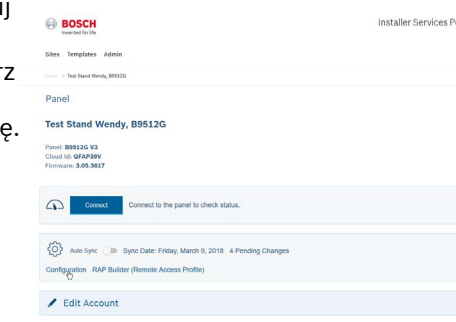 rz
ę.
BOSCH
Invented for life
Installer Services P
Sites Templates Admin
Home > Test Stand Wendy, B9512G
Panel
Test Stand Wendy, B9512G
Panel: B9512G V3
Cloud Id: QFAP39V
Firmware: 3.05.3617
Connect Connect to the panel to check status.
Auto Sync Sync Date: Friday, March 9, 2018 4 Pending Changes
Configuration RAP Builder (Remote Access Profile)
Edit Account